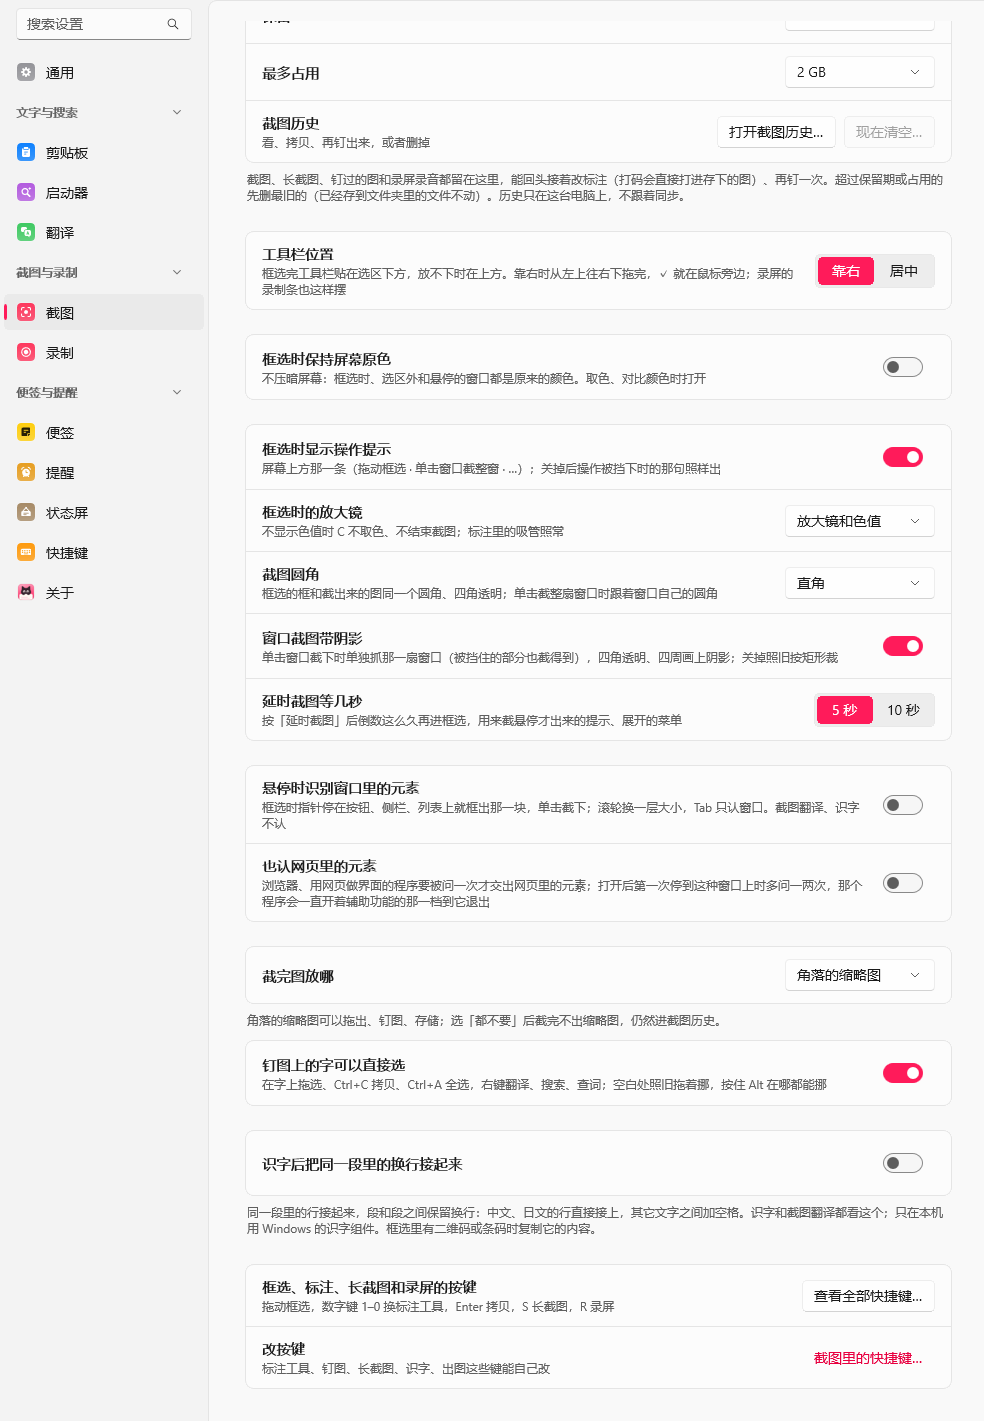 搜索设置
通用
文字与搜索
剪贴板
启动器
翻译
截图与录制
截图
录制
便签与提醒
便签
提醒
状态屏
快捷键
关于
最多占用
2 GB
截图历史
看、拷贝、再钉出来，或者删掉
打开截图历史...
现在清空...
截图、长截图、钉过的图和录屏录音都留在这里，能回头接着改标注（打码会直接打进存下的图）、再钉一次。超过保留期或占用的
先删最旧的（已经存到文件夹里的文件不动）。历史只在这台电脑上，不跟着同步。
工具栏位置
框选完工具栏贴在选区下方，放不下时在上方。靠右时从左上往右下拖完，✓ 就在鼠标旁边；录屏的
录制条也这样摆
靠右
居中
框选时保持屏幕原色
不压暗屏幕：框选时、选区外和悬停的窗口都是原来的颜色。取色、对比颜色时打开
框选时显示操作提示
屏幕上方那一条（拖动框选 · 单击窗口截整窗 · ...）；关掉后操作被挡下时的那句照样出
框选时的放大镜
不显示色值时 C 不取色、不结束截图；标注里的吸管照常
放大镜和色值
截图圆角
框选的框和截出来的图同一个圆角、四角透明；单击截整扇窗口时跟着窗口自己的圆角
直角
窗口截图带阴影
单击窗口截下时单独抓那一扇窗口（被挡住的部分也截得到），四角透明、四周画上阴影；关掉照旧按矩形裁
延时截图等几秒
按「延时截图」后倒数这么久再进框选，用来截悬停才出来的提示、展开的菜单
5 秒
10 秒
悬停时识别窗口里的元素
框选时指针停在按钮、侧栏、列表上就框出那一块，单击截下；滚轮换一层大小，Tab 只认窗口。截图翻译、识字
不认
也认网页里的元素
浏览器、用网页做界面的程序要被问一次才交出网页里的元素；打开后第一次停到这种窗口上时多问一两次，那个
程序会一直开着辅助功能的那一档到它退出
截完图放哪
角落的缩略图
角落的缩略图可以拖出、钉图、存储；选「都不要」后截完不出缩略图，仍然进截图历史。
钉图上的字可以直接选
在字上拖选、Ctrl+C 拷贝、Ctrl+A 全选，右键翻译、搜索、查词；空白处照旧拖着挪，按住 Alt 在哪都能挪
识字后把同一段里的换行接起来
同一段里的行接起来，段和段之间保留换行：中文、日文的行直接接上，其它文字之间加空格。识字和截图翻译都看这个；只在本机
用 Windows 的识字组件。框选里有二维码或条码时复制它的内容。
框选、标注、长截图和录屏的按键
拖动框选，数字键 1–0 换标注工具，Enter 拷贝，S 长截图，R 录屏
查看全部快捷键...
改按键
标注工具、钉图、长截图、识字、出图这些键能自己改
截图里的快捷键...